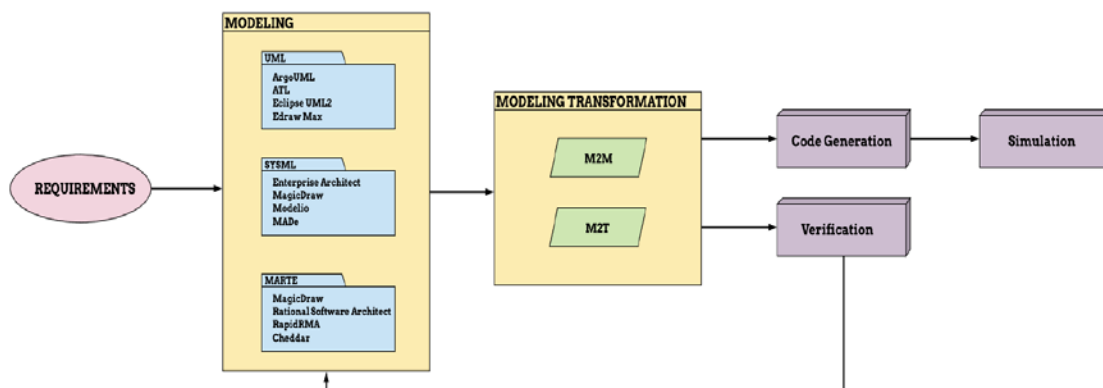 MODELING
UML
ArgoUML
ATL
Eclipse UML2
Edraw Max
SYSML
Enterprise Architect
MagicDraw
Modelio
MADe
MARTE
MagicDraw
Rational Software Architect
RapidRMA
Cheddar
REQUIREMENTS
MODELING TRANSFORMATION
M2M
M2T
Code Generation
Simulation
Verification